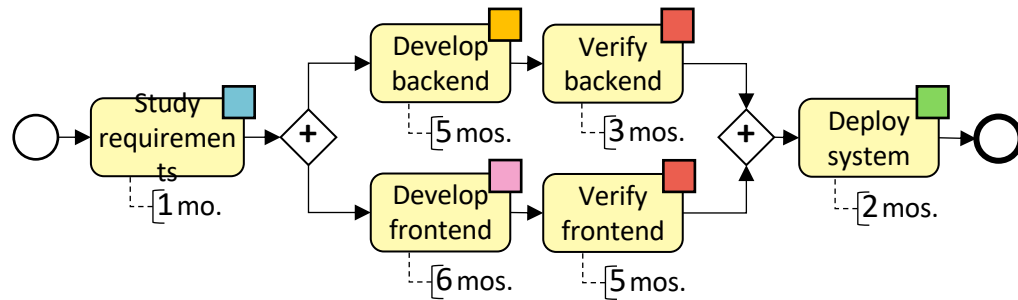 Study
requiremen
ts
1 mo.
Develop
backend
5 mos.
Verify
backend
3 mos.
Develop
frontend
6 mos.
Verify
frontend
5 mos.
Deploy
system
2 mos.